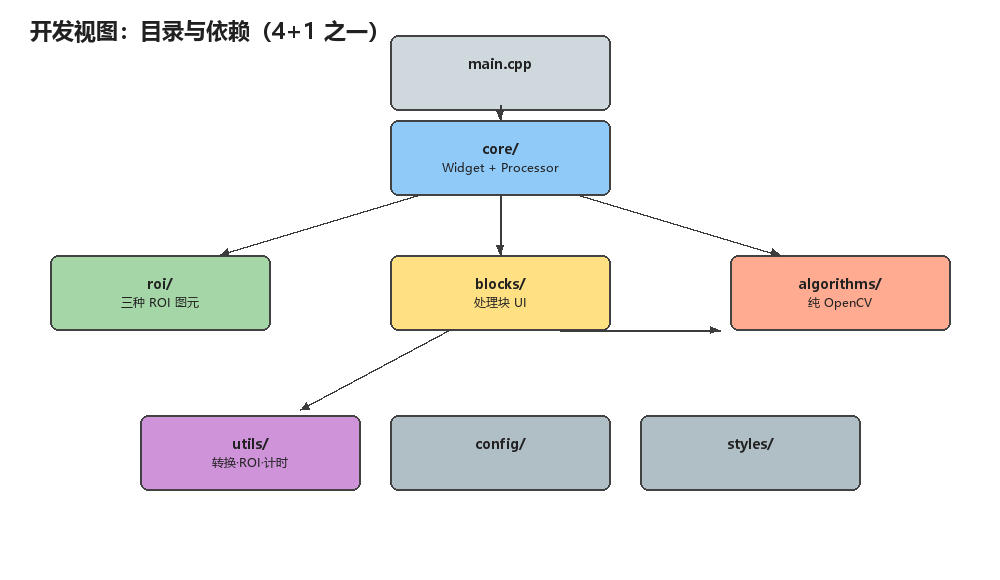 开发视图：目录与依赖（4+1 之一）
main.cpp
core/
Widget + Processor
roi/
三种 ROI 图元
blocks/
处理块 UI
algorithms/
纯 OpenCV
utils/
转换·ROI·计时
config/
styles/